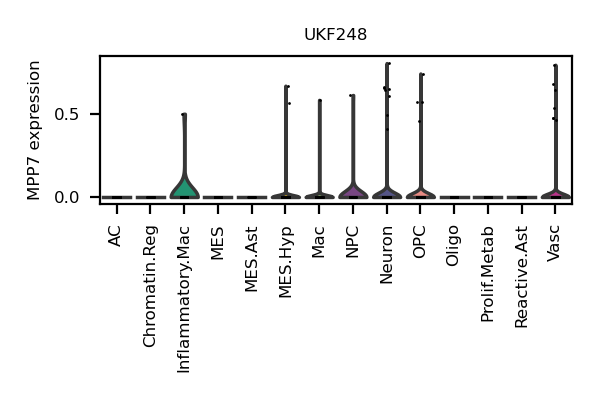 UKF248
MPP7 expression
0.5
0.0
AC
Chromatin.Reg
Inflammatory.Mac
MES
MES.Ast
MES.Hyp
Mac
NPC
Neuron
OPC
Oligo
Prolif.Metab
Reactive.Ast
Vasc